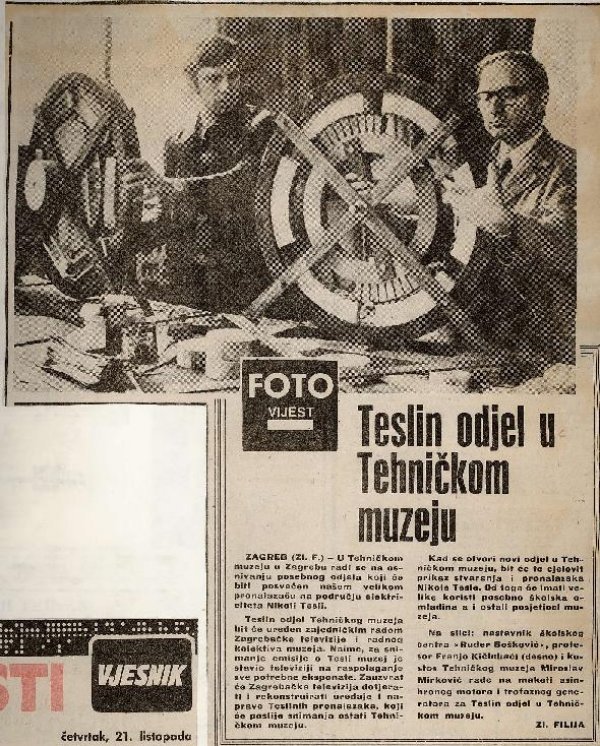 FOTO
VIJEST
Teslin odjel u
Tehničkom
muzeju
ZAGREB (Zl. F.) — U Tehničkom
muzeju u Zagrebu radi se na os-
nivanju posebnog odjela koji će
biti posvećen našem velikom
pronalazaču na području elektri-
citeta Nikoli Tesli.
Teslin odjel Tehničkog muzeja
bit će uređen zajedničkim radom
Zagrebačke televizije i radnog
kolektiva muzeja. Naime, za sni-
manje emisije o Tesli muzej je
stavio televiziji na raspolaganje
sve potrebne eksponate. Zauzvrat
će Zagrebačka televizija dotjera-
ti i rekonstruirati uređaje i na-
prave Teslinih pronalazaka, koji
će poslije snimanja ostati Tehni-
čkom muzeju.
Kad se otvori novi odjel u Teh-
ničkom muzeju, bit će to cjelovit
prikaz stvaranja i pronalazaka
Nikole Tesle. Od toga će imati ve-
like koristi posebno školska o-
mladina a i ostali posjetioci mu-
zeja.
Na slici: nastavnik školskog
centra »Ruđer Bošković«, profe-
sor Franjo (desno) i ku-
stos Tehničkog muzeja Miroslav
Mirković rade na maketi asin-
hronog motora i trofaznog gene-
ratora za Teslin odjel u Tehnič-
kom muzeju.
Zl. FILIJA
STI
VJESNIK
četvrtak, 21. listopada